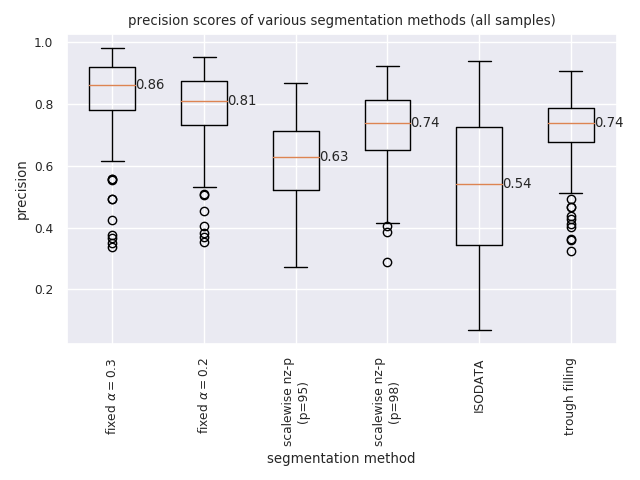 precision scores of various segmentation methods (all samples)
precision
1.0
0.8
0.6
0.4
0.2
0.86
0.81
0.63
0.74
0.54
0.74
fixed α = 0.3
fixed α = 0.2
scalewise nz-p
(p=95)
scalewise nz-p
(p=98)
ISODATA
trough filling
segmentation method